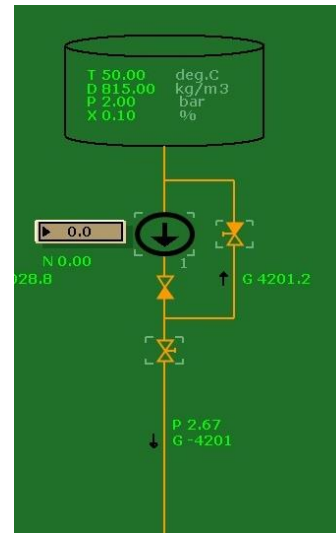 T 50.00 deg.C
D 815.00 kg/m3
P 2.00 bar
X 0.10 %
0.0
N 0.00
1
028.8
G 4201.2
P 2.67
G -4201